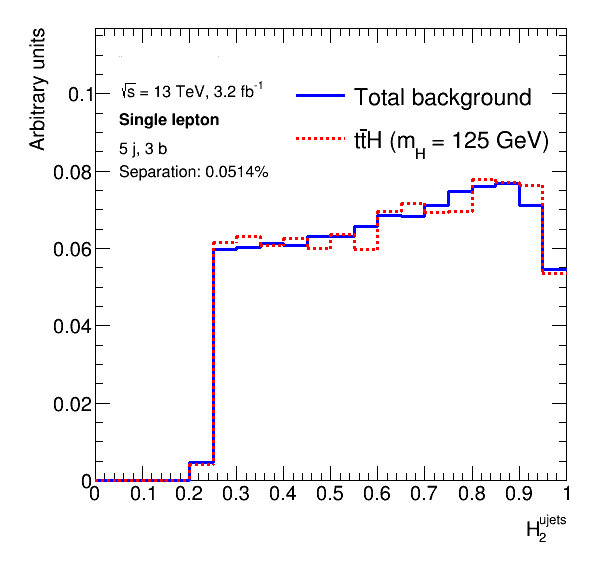 Arbitrary units
0.1
0.08
0.06
0.04
0.02
0
√s = 13 TeV, 3.2 fb⁻¹
Single lepton
5 j, 3 b
Separation: 0.0514%
Total background
tt̄H (m_H = 125 GeV)
0 0.1 0.2 0.3 0.4 0.5 0.6 0.7 0.8 0.9 1
H₂^ujets